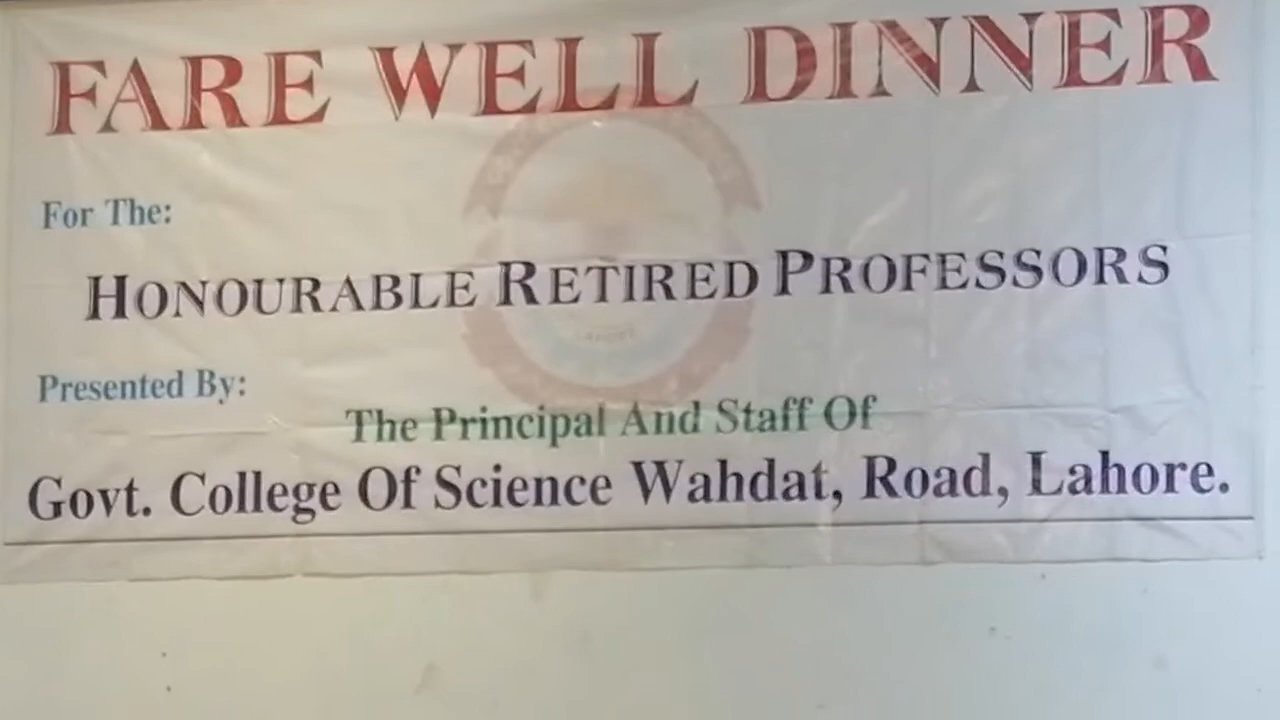 FARE WELL DINNER
For The:
HONOURABLE RETIRED PROFESSORS
Presented By:
The Principal And Staff Of
Govt. College Of Science Wahdat, Road, Lahore.
LAHORE